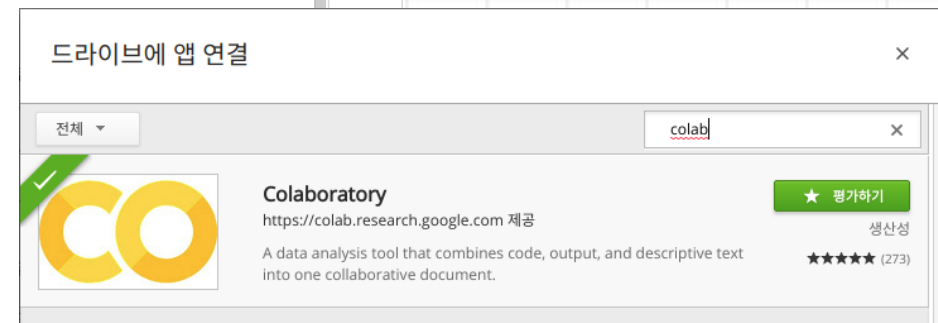 드라이브에 앱 연결
×
전체
colab
×
CO
Colaboratory
https://colab.research.google.com 제공
A data analysis tool that combines code, output, and descriptive text
into one collaborative document.
★ 평가하기
생산성
★★★★★ (273)